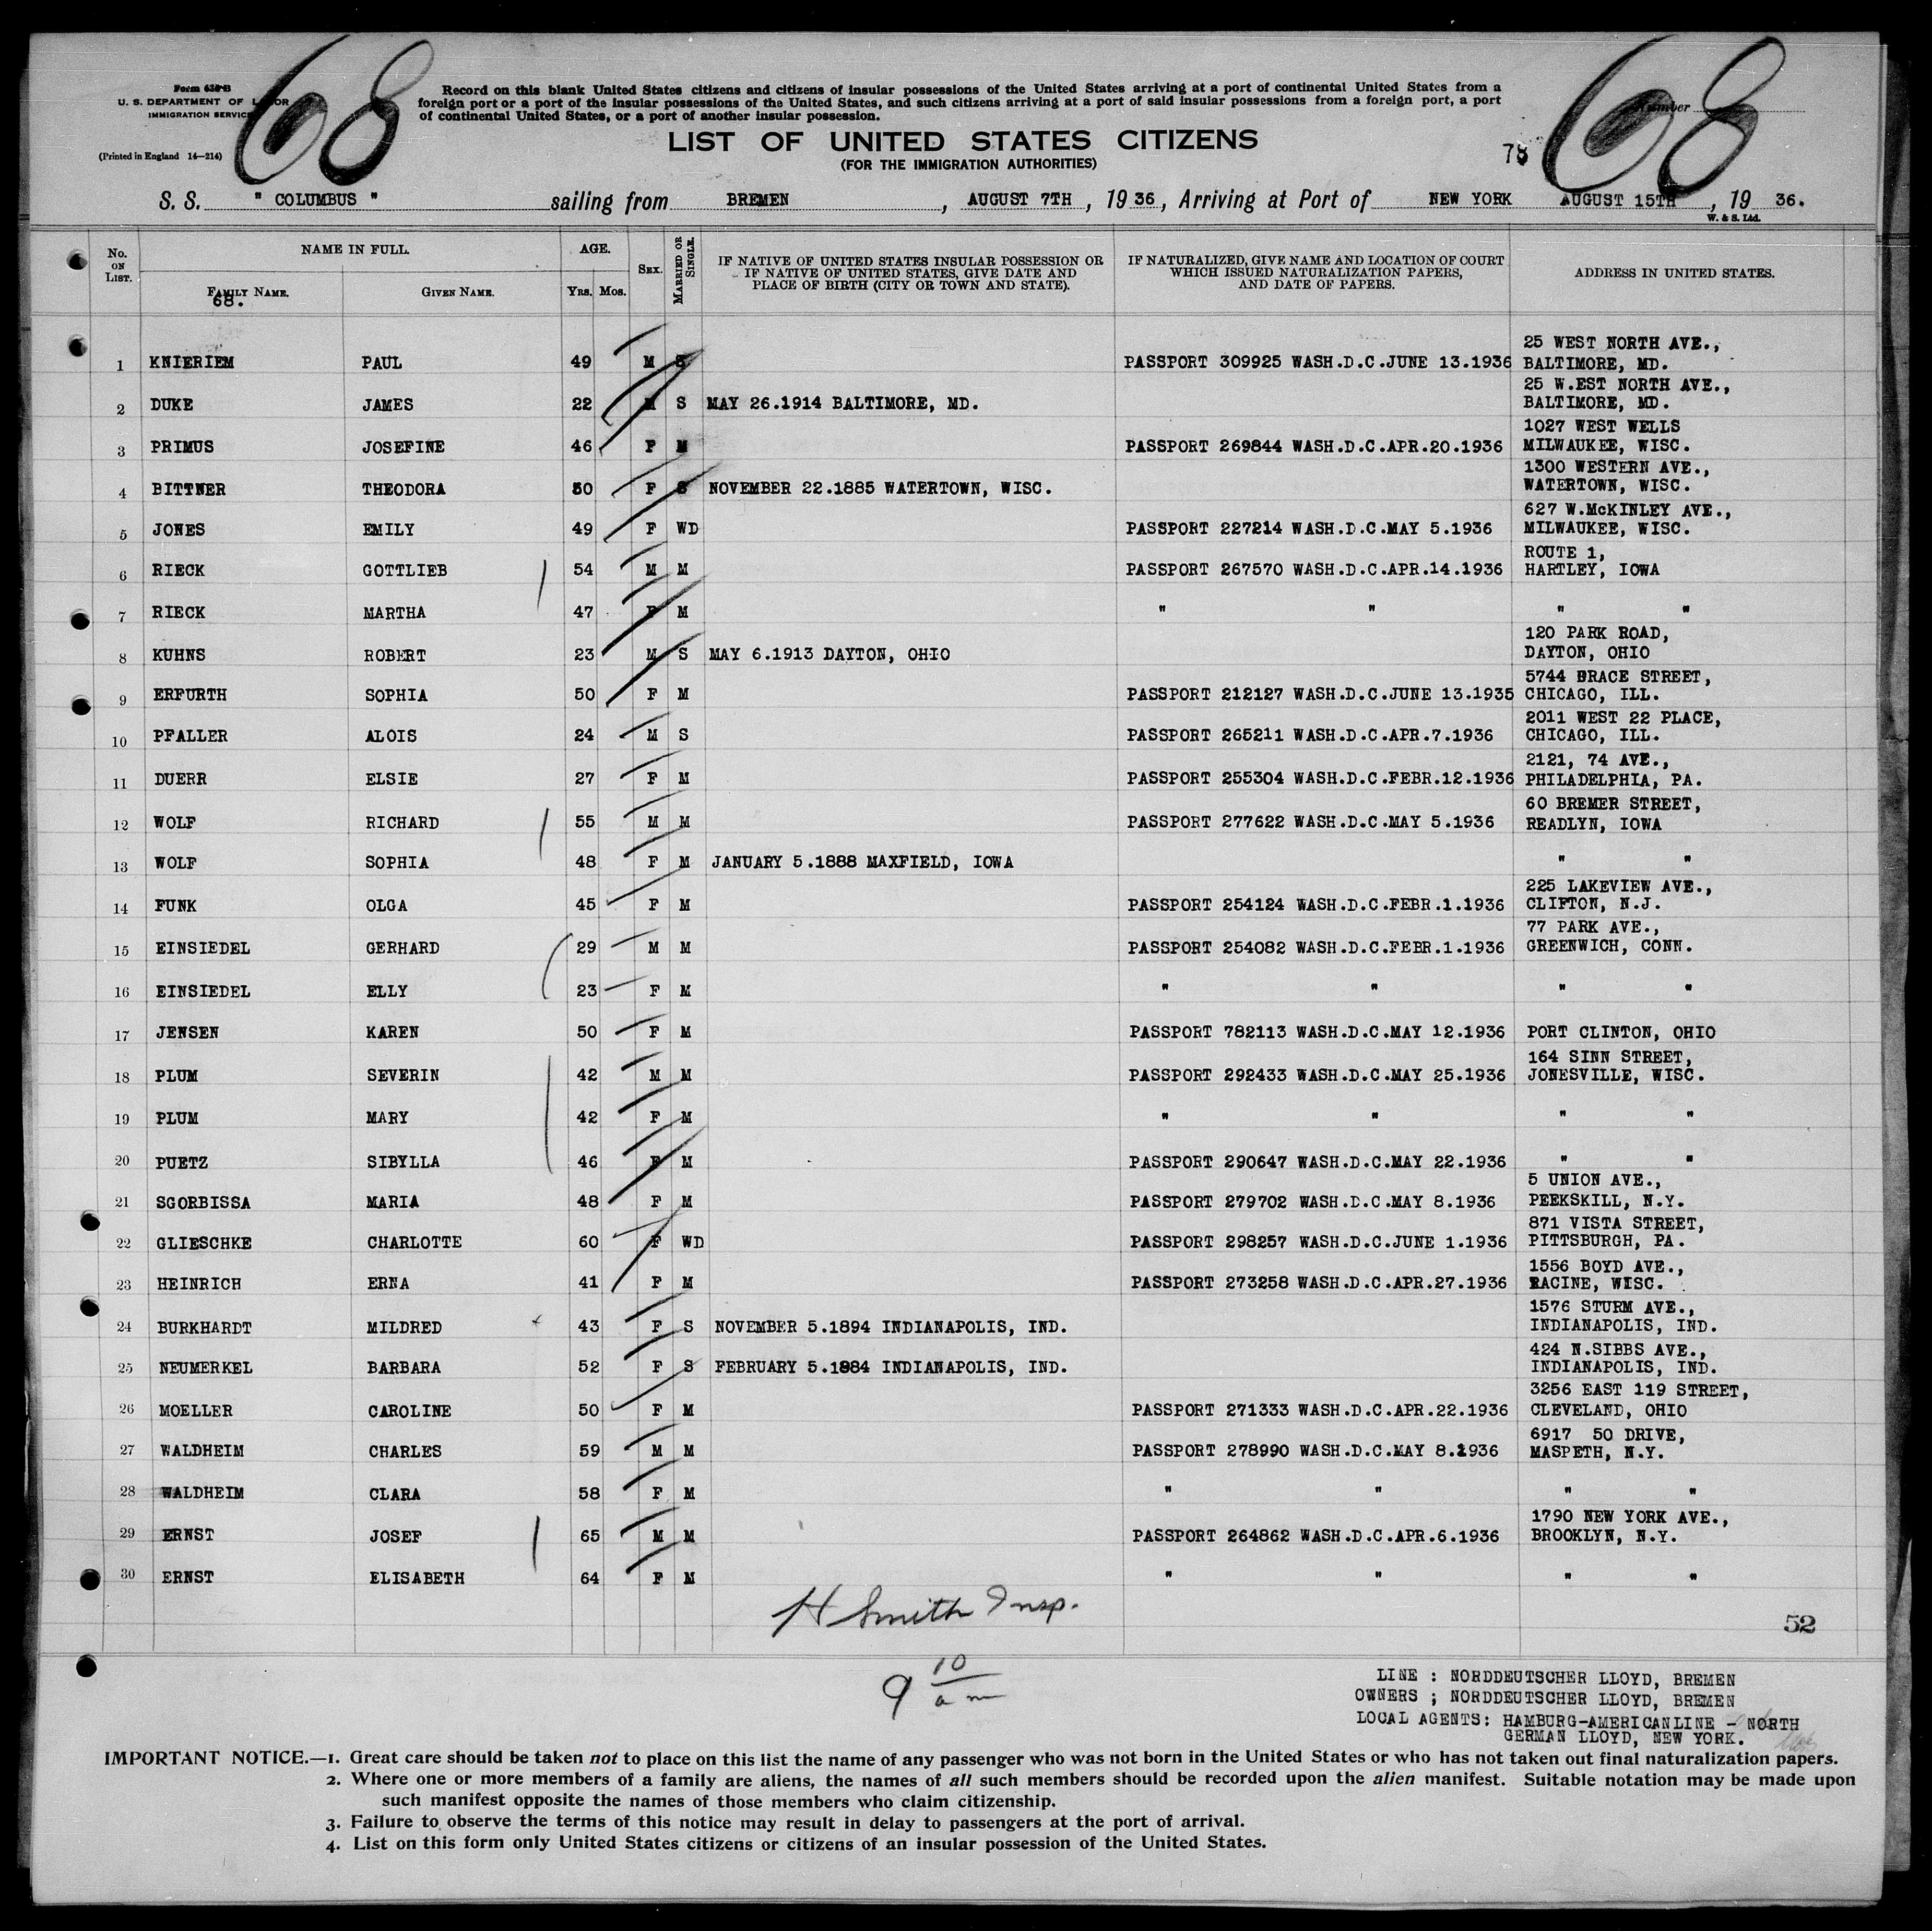 68
68
Form 630-B
U. S. DEPARTMENT OF LABOR
IMMIGRATION SERVICE
(Printed in England 14—214)
Record on this blank United States citizens and citizens of insular possessions of the United States arriving at a port of continental United States from a
foreign port or a port of the insular possessions of the United States, and such citizens arriving at a port of said insular possessions from a foreign port, a port
of continental United States, or a port of another insular possession.
Number
LIST OF UNITED STATES CITIZENS
(FOR THE IMMIGRATION AUTHORITIES)
78
S. S. " COLUMBUS " sailing from BREMEN , AUGUST 7TH , 19 36 , Arriving at Port of NEW YORK AUGUST 15TH , 19 36.
W. & S. Ltd.
No. ON LIST.
NAME IN FULL.
FAMILY NAME.
68.
GIVEN NAME.
AGE.
YRS. MOS.
SEX.
MARRIED OR SINGLE.
IF NATIVE OF UNITED STATES INSULAR POSSESSION OR
IF NATIVE OF UNITED STATES, GIVE DATE AND
PLACE OF BIRTH (CITY OR TOWN AND STATE).
IF NATURALIZED, GIVE NAME AND LOCATION OF COURT
WHICH ISSUED NATURALIZATION PAPERS,
AND DATE OF PAPERS.
ADDRESS IN UNITED STATES.
25 WEST NORTH AVE.,
1 KNIERIEM PAUL 49 M S PASSPORT 309925 WASH.D.C.JUNE 13.1936 BALTIMORE, MD.
25 W.EST NORTH AVE.,
2 DUKE JAMES 22 M S MAY 26.1914 BALTIMORE, MD. BALTIMORE, MD.
1027 WEST WELLS
3 PRIMUS JOSEFINE 46 F M PASSPORT 269844 WASH.D.C.APR.20.1936 MILWAUKEE, WISC.
1300 WESTERN AVE.,
4 BITTNER THEODORA 50 F S NOVEMBER 22.1885 WATERTOWN, WISC. WATERTOWN, WISC.
627 W.McKINLEY AVE.,
5 JONES EMILY 49 F WD PASSPORT 227214 WASH.D.C.MAY 5.1936 MILWAUKEE, WISC.
ROUTE 1,
6 RIECK GOTTLIEB 54 M M PASSPORT 267570 WASH.D.C.APR.14.1936 HARTLEY, IOWA
7 RIECK MARTHA 47 F M " " " "
120 PARK ROAD,
8 KUHNS ROBERT 23 M S MAY 6.1913 DAYTON, OHIO DAYTON, OHIO
5744 BRACE STREET,
9 ERFURTH SOPHIA 50 F M PASSPORT 212127 WASH.D.C.JUNE 13.1935 CHICAGO, ILL.
2011 WEST 22 PLACE,
10 PFALLER ALOIS 24 M S PASSPORT 265211 WASH.D.C.APR.7.1936 CHICAGO, ILL.
2121, 74 AVE.,
11 DUERR ELSIE 27 F M PASSPORT 255304 WASH.D.C.FEBR.12.1936 PHILADELPHIA, PA.
60 BREMER STREET,
12 WOLF RICHARD 55 M M PASSPORT 277622 WASH.D.C.MAY 5.1936 READLYN, IOWA
13 WOLF SOPHIA 48 F M JANUARY 5.1888 MAXFIELD, IOWA " "
225 LAKEVIEW AVE.,
14 FUNK OLGA 45 F M PASSPORT 254124 WASH.D.C.FEBR.1.1936 CLIFTON, N.J.
77 PARK AVE.,
15 EINSIEDEL GERHARD 29 M M PASSPORT 254082 WASH.D.C.FEBR.1.1936 GREENWICH, CONN.
16 EINSIEDEL ELLY 23 F M " " " "
17 JENSEN KAREN 50 F M PASSPORT 782113 WASH.D.C.MAY 12.1936 PORT CLINTON, OHIO
164 SINN STREET,
18 PLUM SEVERIN 42 M M PASSPORT 292433 WASH.D.C.MAY 25.1936 JONESVILLE, WISC.
19 PLUM MARY 42 F M " " " "
20 PUETZ SIBYLLA 46 F M PASSPORT 290647 WASH.D.C.MAY 22.1936 " "
5 UNION AVE.,
21 SGORBISSA MARIA 48 F M PASSPORT 279702 WASH.D.C.MAY 8.1936 PEEKSKILL, N.Y.
871 VISTA STREET,
22 GLIESCHKE CHARLOTTE 60 F WD PASSPORT 298257 WASH.D.C.JUNE 1.1936 PITTSBURGH, PA.
1556 BOYD AVE.,
23 HEINRICH ERNA 41 F M PASSPORT 273258 WASH.D.C.APR.27.1936 RACINE, WISC.
1576 STURM AVE.,
24 BURKHARDT MILDRED 43 F S NOVEMBER 5.1894 INDIANAPOLIS, IND. INDIANAPOLIS, IND.
424 N.SIBBS AVE.,
25 NEUMERKEL BARBARA 52 F S FEBRUARY 5.1884 INDIANAPOLIS, IND. INDIANAPOLIS, IND.
3256 EAST 119 STREET,
26 MOELLER CAROLINE 50 F M PASSPORT 271333 WASH.D.C.APR.22.1936 CLEVELAND, OHIO
6917 50 DRIVE,
27 WALDHEIM CHARLES 59 M M PASSPORT 278990 WASH.D.C.MAY 8.1936 MASPETH, N.Y.
28 WALDHEIM CLARA 58 F M " " " "
1790 NEW YORK AVE.,
29 ERNST JOSEF 65 M M PASSPORT 264862 WASH.D.C.APR.6.1936 BROOKLYN, N.Y.
30 ERNST ELISABETH 64 F M " " " "
H Smith Insp.
52
9 10 am
LINE : NORDDEUTSCHER LLOYD, BREMEN
OWNERS ; NORDDEUTSCHER LLOYD, BREMEN
LOCAL AGENTS: HAMBURG-AMERICANLINE - NORTH
GERMAN LLOYD, NEW YORK.
IMPORTANT NOTICE.—1. Great care should be taken not to place on this list the name of any passenger who was not born in the United States or who has not taken out final naturalization papers.
2. Where one or more members of a family are aliens, the names of all such members should be recorded upon the alien manifest. Suitable notation may be made upon
such manifest opposite the names of those members who claim citizenship.
3. Failure to observe the terms of this notice may result in delay to passengers at the port of arrival.
4. List on this form only United States citizens or citizens of an insular possession of the United States.